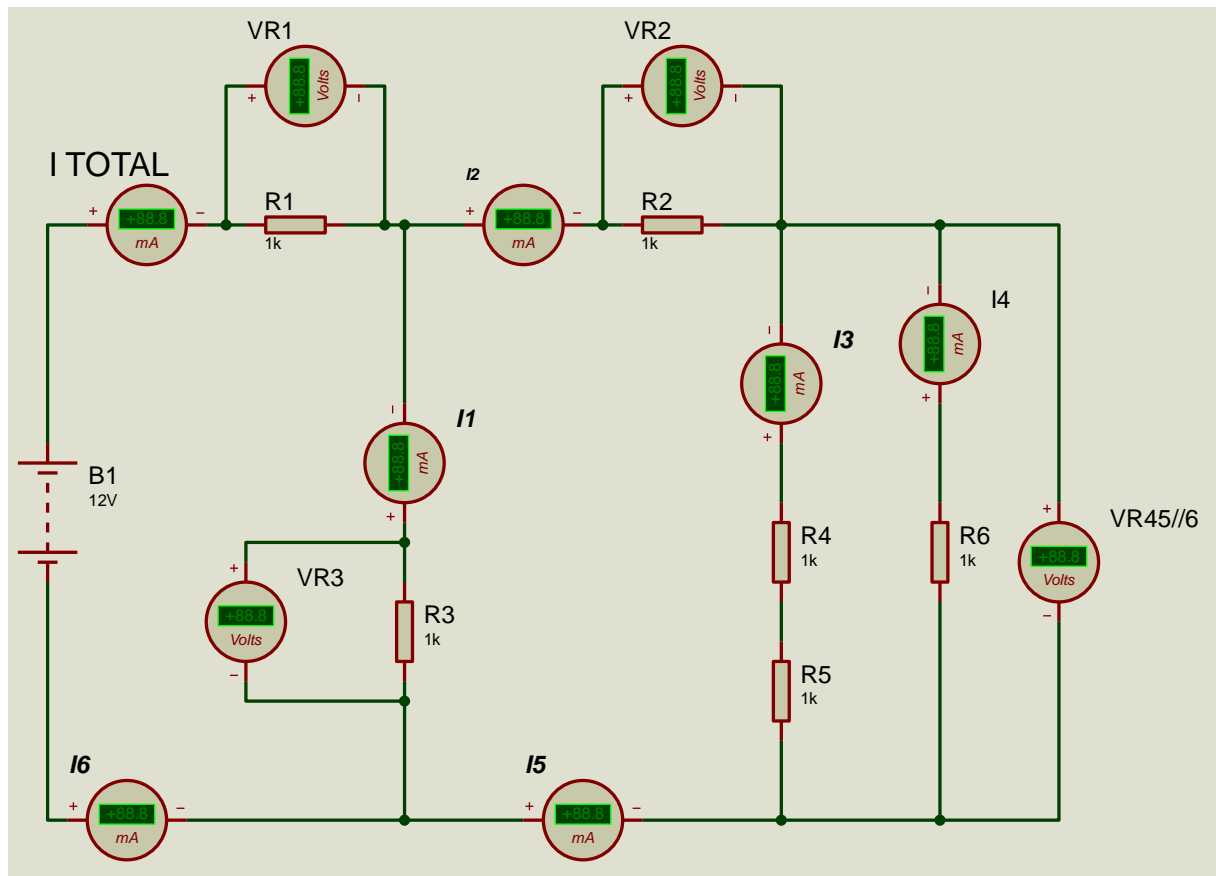 VR1
+88.8
Volts
+
−
VR2
+88.8
Volts
+
−
I TOTAL
+88.8
mA
+
−
R1
1k
I2
+88.8
mA
+
−
R2
1k
I1
+88.8
mA
−
+
I3
+88.8
mA
−
+
I4
+88.8
mA
−
+
B1
12V
VR3
+88.8
Volts
+
−
R3
1k
R4
1k
R5
1k
R6
1k
VR45//6
+88.8
Volts
+
−
I6
+88.8
mA
+
−
I5
+88.8
mA
+
−